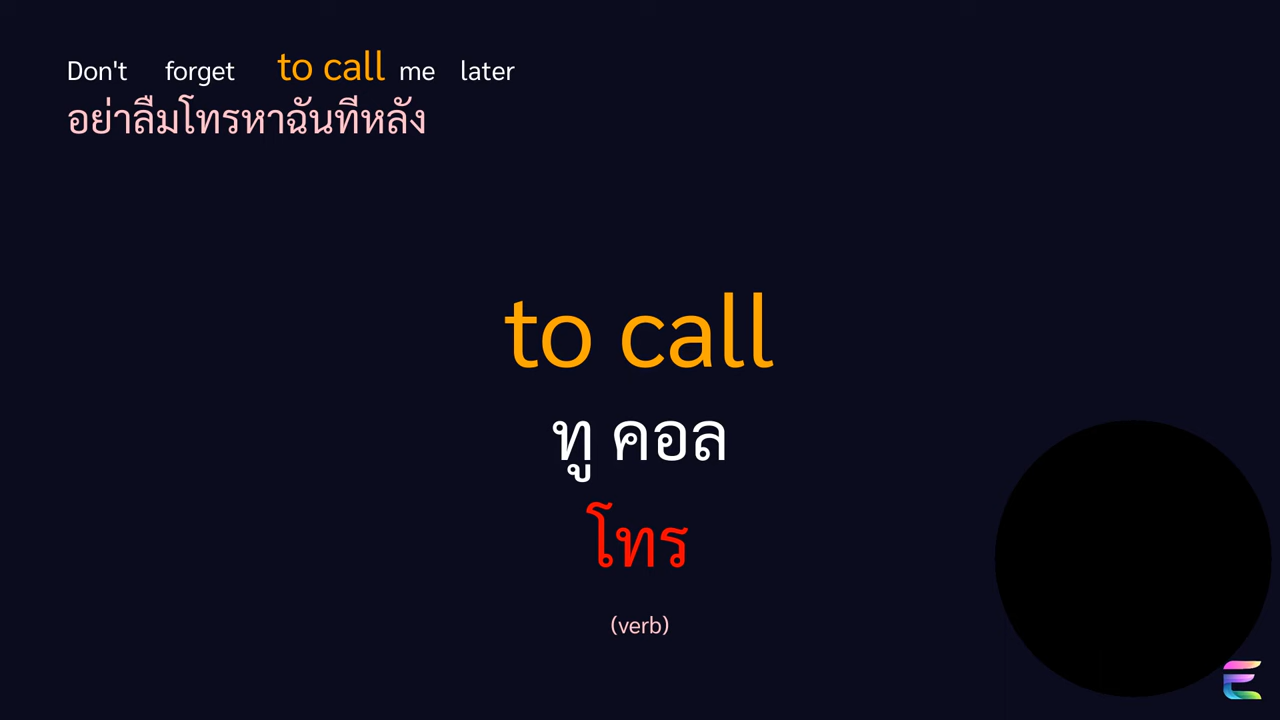 Don't forget to call me later
อย่าลืมโทรหาฉันทีหลัง
to call
ทู คอล
โทร
(verb)